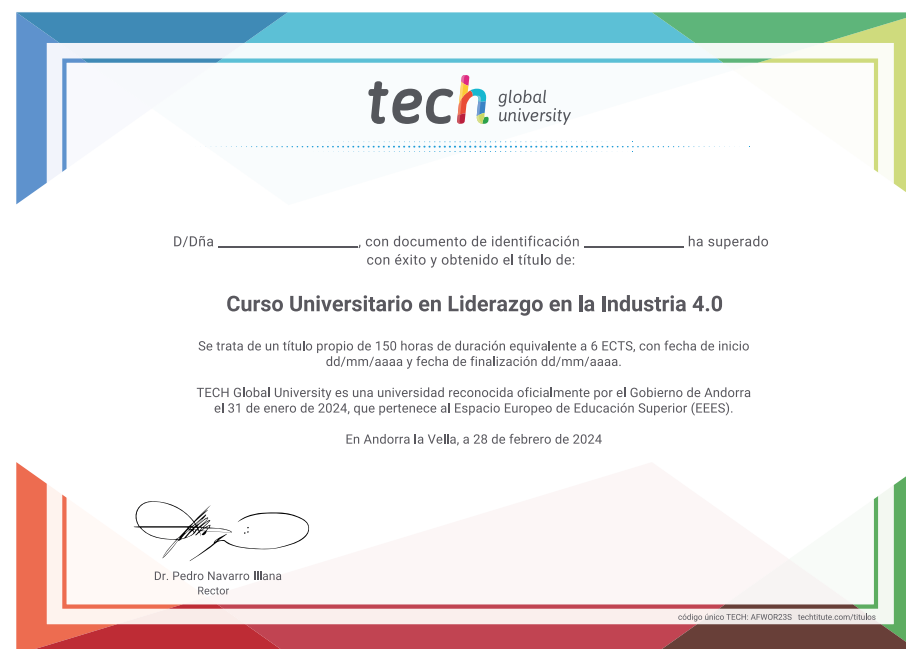 tech global university
D/Dña ____________, con documento de identificación ____________ ha superado
con éxito y obtenido el título de:
Curso Universitario en Liderazgo en la Industria 4.0
Se trata de un título propio de 150 horas de duración equivalente a 6 ECTS, con fecha de inicio
dd/mm/aaaa y fecha de finalización dd/mm/aaaa.
TECH Global University es una universidad reconocida oficialmente por el Gobierno de Andorra
el 31 de enero de 2024, que pertenece al Espacio Europeo de Educación Superior (EEES).
En Andorra la Vella, a 28 de febrero de 2024
Dr. Pedro Navarro Illana
Rector
código único TECH: AFWOR23S techtitute.com/titulos